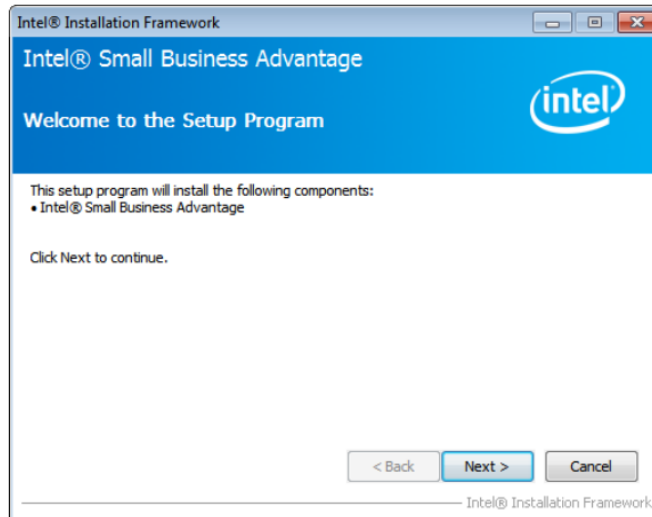 Intel® Installation Framework
Intel® Small Business Advantage
intel
Welcome to the Setup Program
This setup program will install the following components:
• Intel® Small Business Advantage
Click Next to continue.
< Back Next > Cancel
Intel® Installation Framework